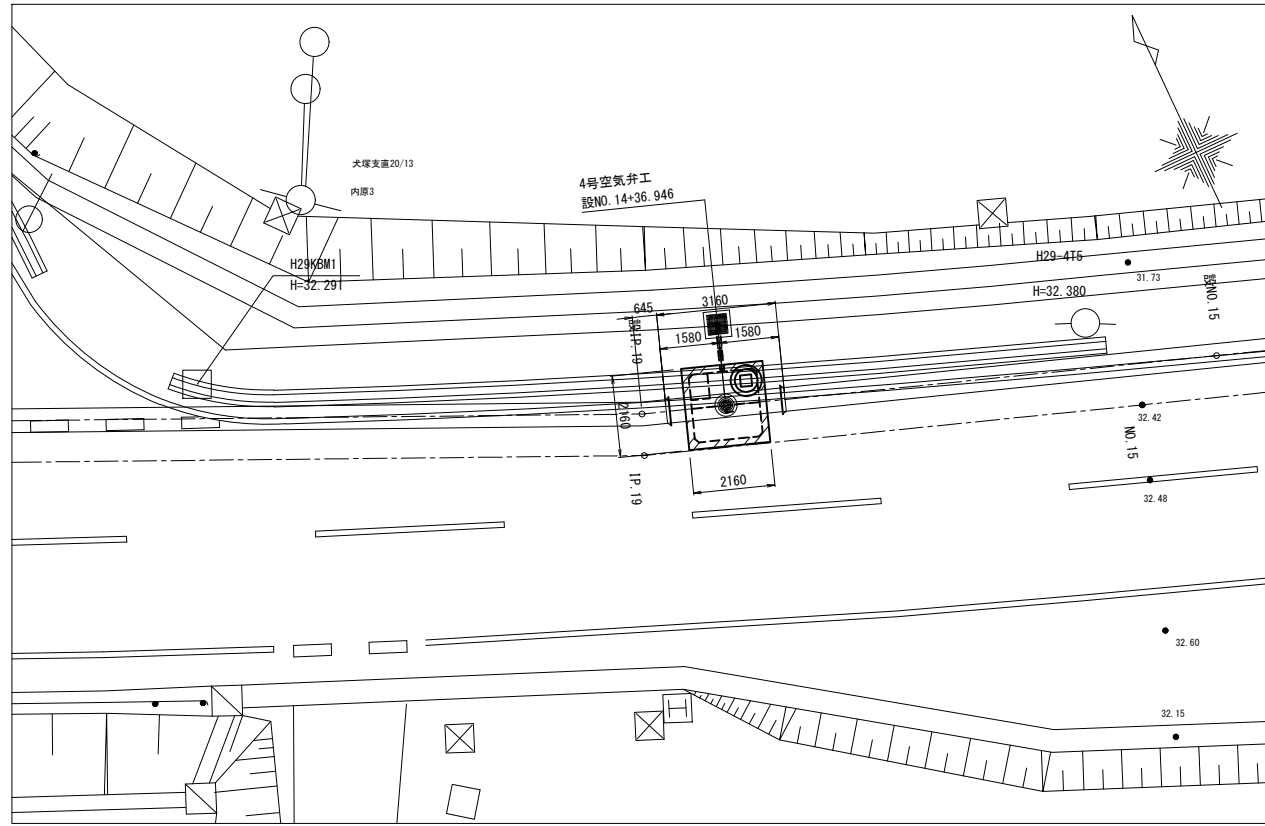 犬塚支直20/13
内原3
4号空気弁工
設NO.14+36.946
H29KBM1
H=32.291
H29-4T5
31.73
H=32.380
設NO.15
645
3160
1580
1580
設IP.19
2160
32.42
NO.15
IP.19
2160
32.48
32.60
32.15